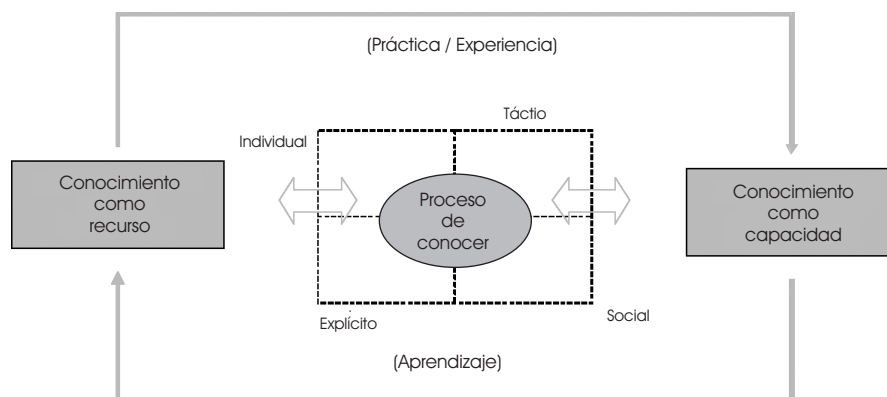 (Práctica / Experiencia)
Táctio
Individual
Conocimiento
como
recurso
Proceso
de
conocer
Conocimiento
como
capacidad
Explícito
Social
(Aprendizaje)